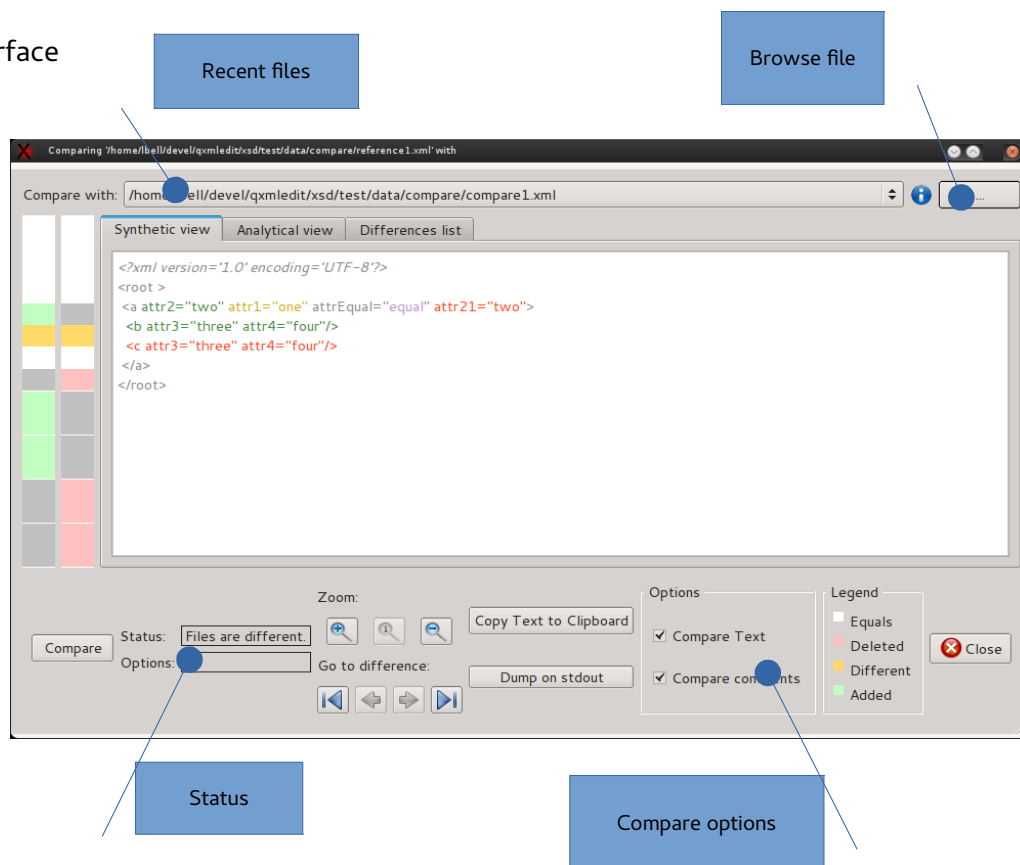 rface
Recent files
Browse file
Comparing '/home/lbell/devel/qxmledit/xsd/test/data/compare/reference1.xml' with
Compare with: /home ell/devel/qxmledit/xsd/test/data/compare/compare1.xml ...
Synthetic view Analytical view Differences list
<?xml version='1.0' encoding='UTF-8'?>
<root >
<a attr2="two" attr1="one" attrEqual="equal" attr21="two">
<b attr3="three" attr4="four"/>
<c attr3="three" attr4="four"/>
</a>
</root>
Compare
Status: Files are different.
Options:
Zoom:
Go to difference:
Copy Text to Clipboard
Dump on stdout
Options
Compare Text
Compare comments
Legend
Equals
Deleted
Different
Added
Close
Status
Compare options